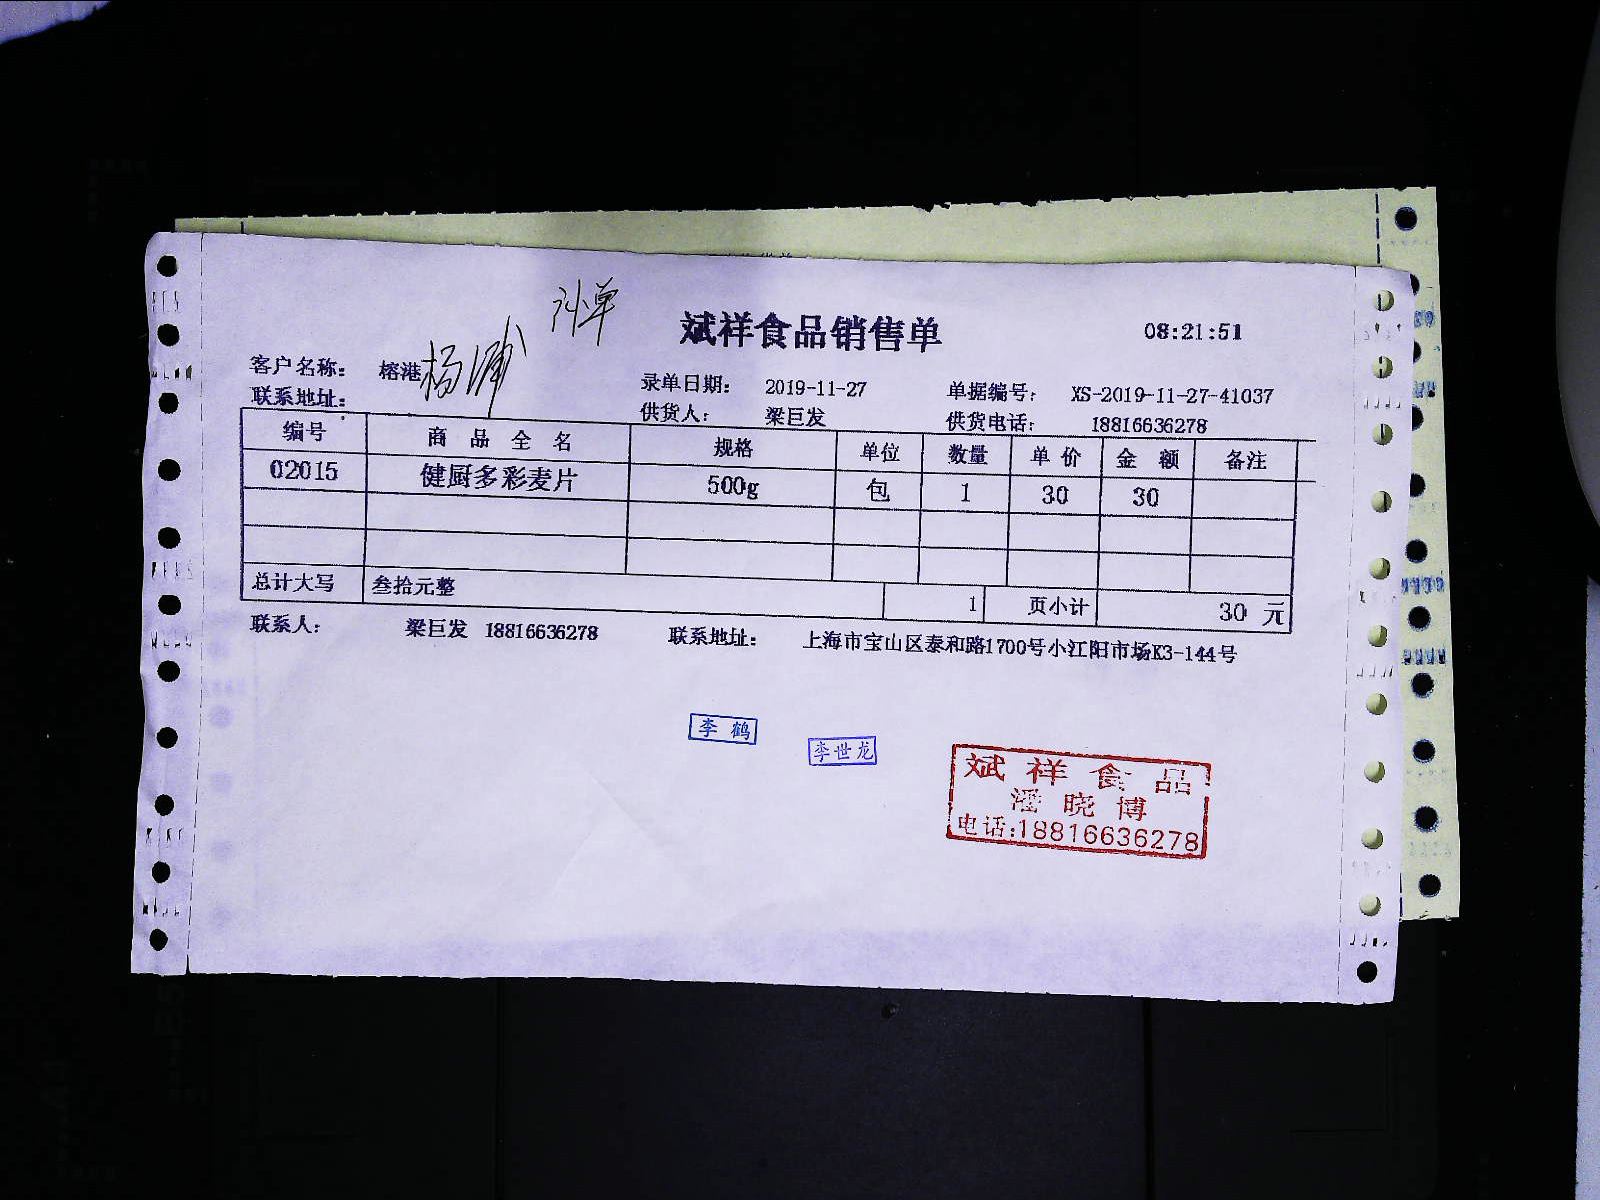 补单
斌祥食品销售单 08:21:51
客户名称： 榕港 杨浦 录单日期： 2019-11-27 单据编号： XS-2019-11-27-41037
联系地址： 供货人： 梁巨发 供货电话： 18816636278
编号 商品全名 规格 单位 数量 单价 金额 备注
02015 健厨多彩麦片 500g 包 1 30 30
总计大写 叁拾元整 1 页小计 30 元
联系人： 梁巨发 18816636278 联系地址： 上海市宝山区泰和路1700号小江阳市场K3-144号
李鹤
李世龙
斌祥食品
潘晓博
电话:18816636278